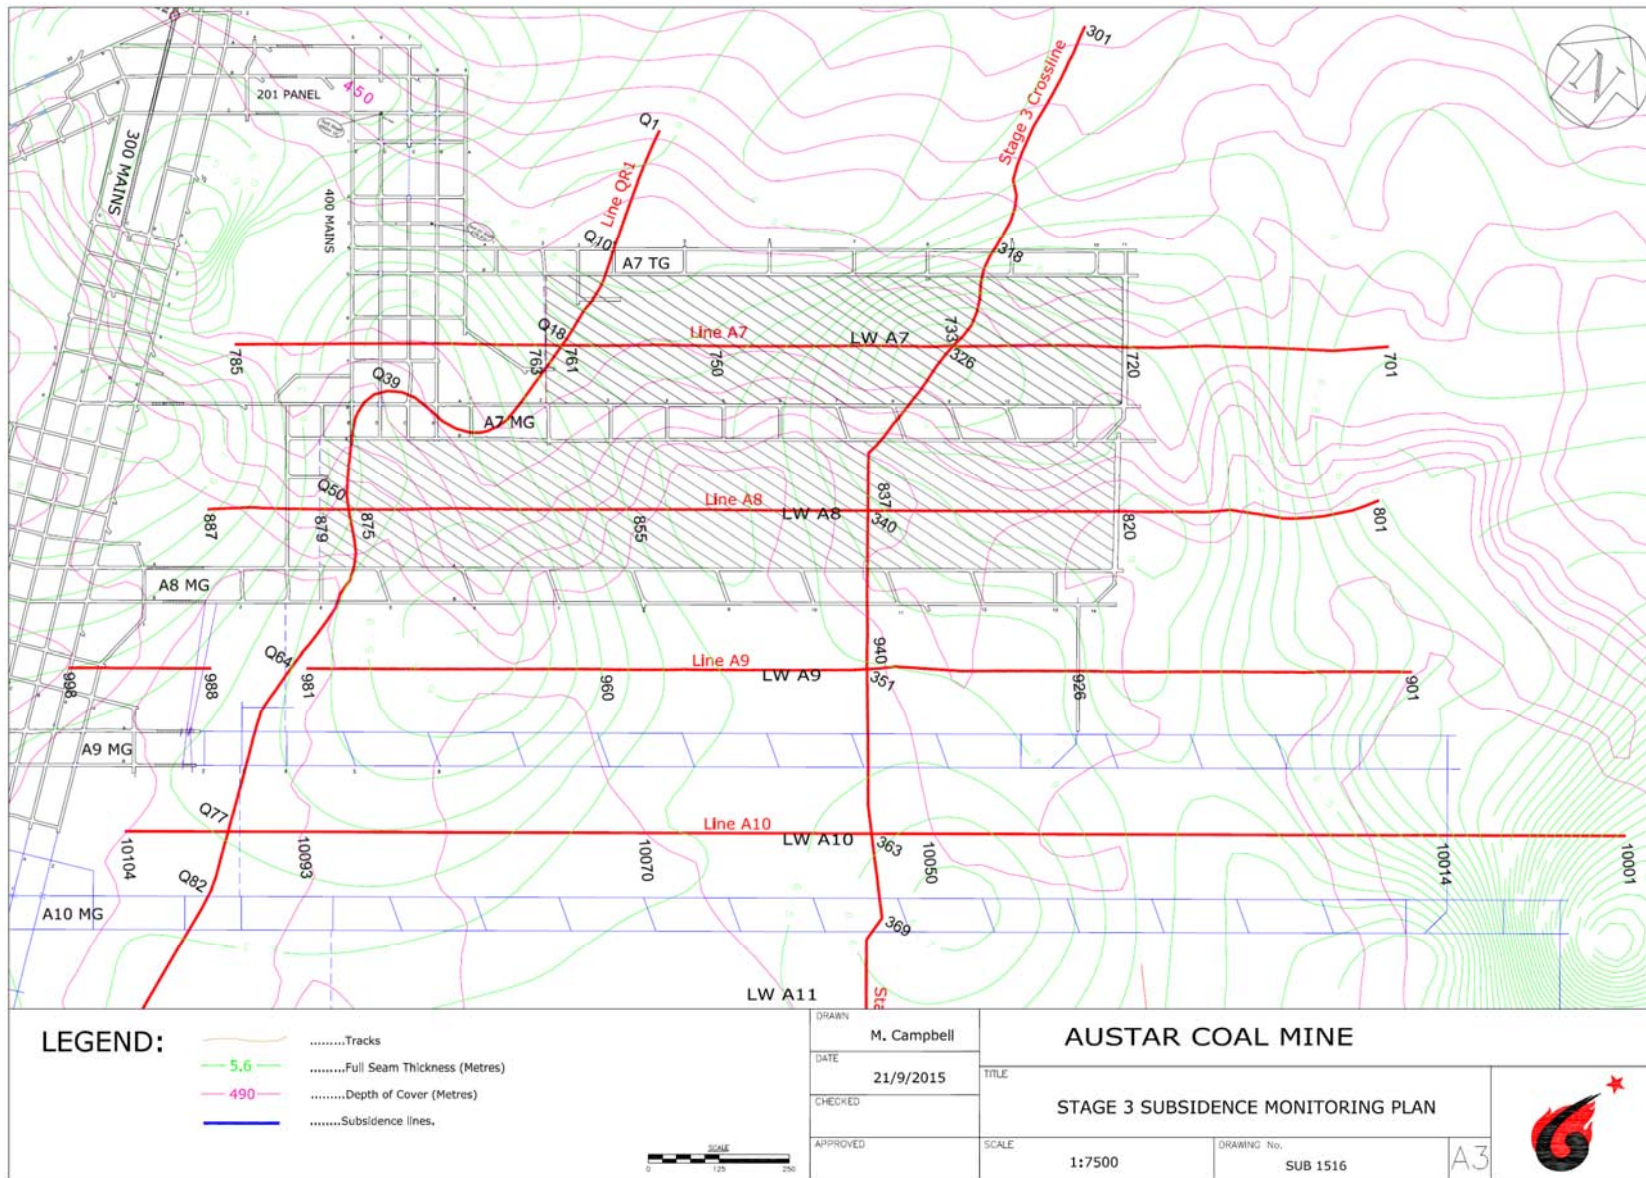 301
Stage 3 Crossline
201 PANEL
450
Q1
300 MAINS
400 MAINS
Line QR1
Q10
A7 TG
318
Q18
Line A7
LW A7
733
326
785
763
761
750
720
701
Q39
A7 MG
Q50
Line A8
LW A8
837
340
887
879
875
855
820
801
A8 MG
Q64
Line A9
LW A9
940
351
998
988
981
960
926
901
A9 MG
Q77
Line A10
LW A10
363
10104
10093
10070
10050
10014
10001
Q82
A10 MG
369
LW A11
Sta
LEGEND:
.........Tracks
5.6 .........Full Seam Thickness (Metres)
490 .........Depth of Cover (Metres)
........Subsidence lines.
SCALE
0 125 250
DRAWN
M. Campbell
DATE
21/9/2015
CHECKED
APPROVED
AUSTAR COAL MINE
TITLE
STAGE 3 SUBSIDENCE MONITORING PLAN
SCALE
1:7500
DRAWING No.
SUB 1516
A3